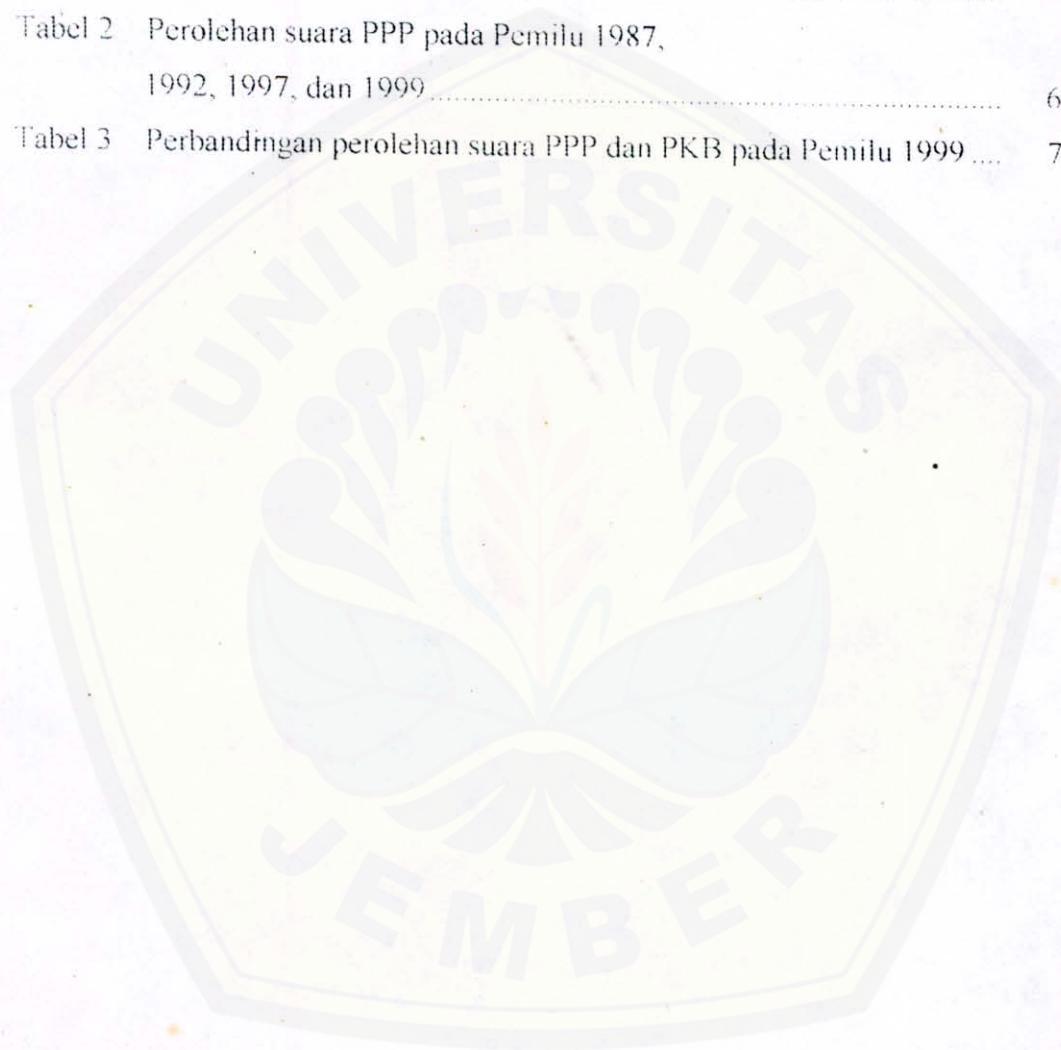 Tabel 2 Perolehan suara PPP pada Pemilu 1987,
1992, 1997, dan 1999 ........................................................................ 6
Tabel 3 Perbandingan perolehan suara PPP dan PKB pada Pemilu 1999 .... 7
UNIVERSITAS
JEMBER